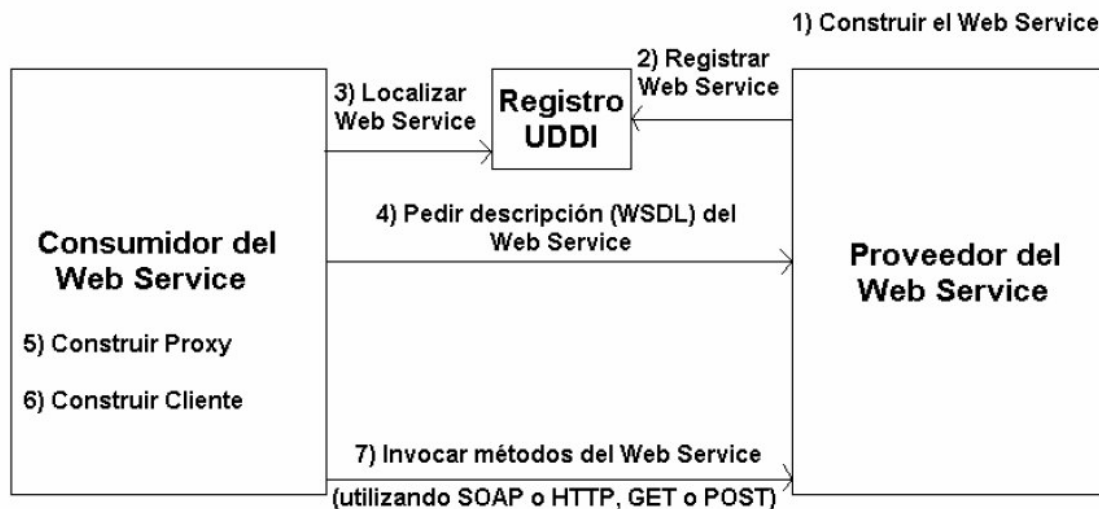 1) Construir el Web Service
2) Registrar
Web Service
3) Localizar
Web Service
Registro
UDDI
4) Pedir descripción (WSDL) del
Web Service
Consumidor del
Web Service
Proveedor del
Web Service
5) Construir Proxy
6) Construir Cliente
7) Invocar métodos del Web Service
(utilizando SOAP o HTTP, GET o POST)